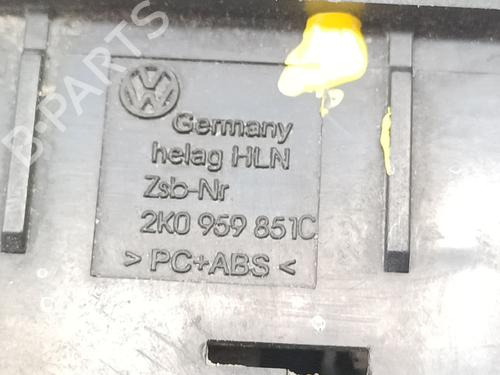 B-PARTS
Germany
helag HLN
Zsb-Nr
2K0 959 851C
> PC+ABS <